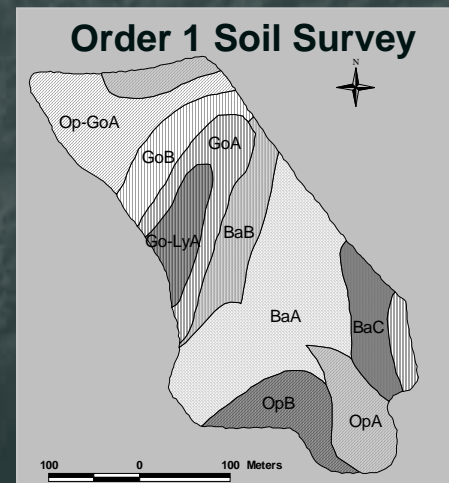 Order 1 Soil Survey
N
Op-GoA
GoB
GoA
Go-LyA
BaB
BaA
BaC
OpB
OpA
100 0 100 Meters